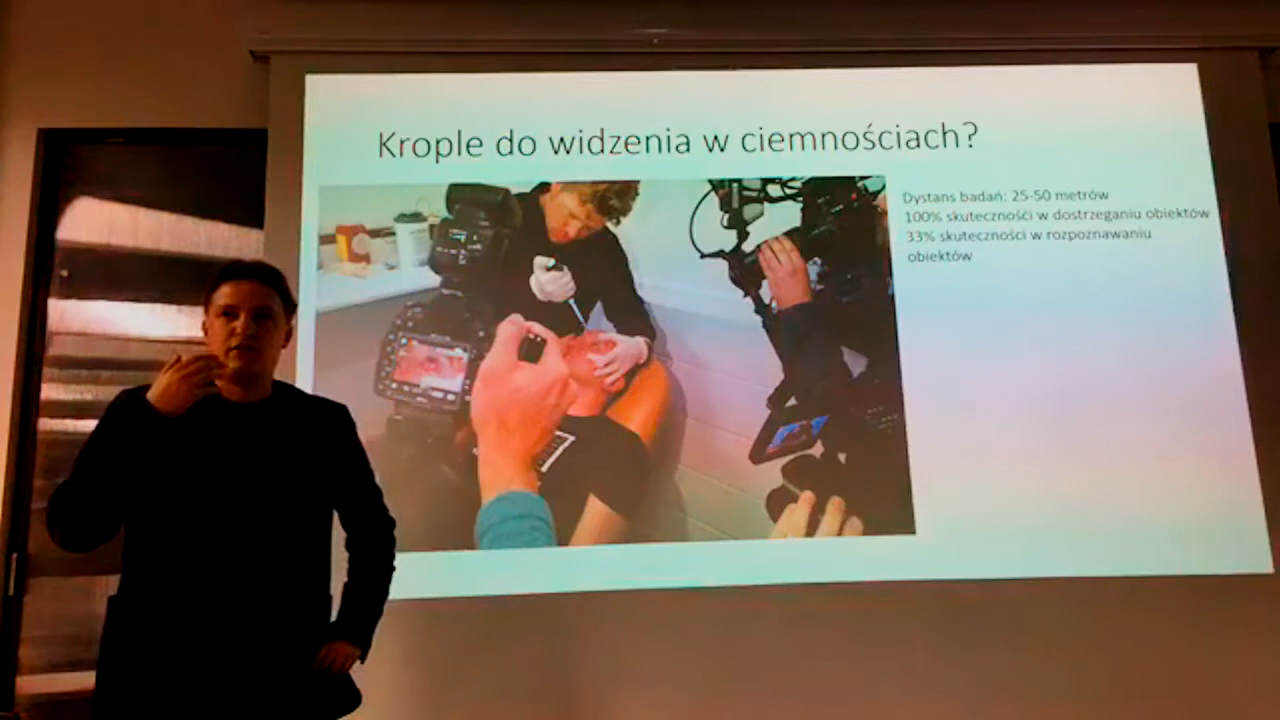 Krople do widzenia w ciemnościach?
Dystans badań: 25-50 metrów
100% skuteczności w dostrzeganiu obiektów
33% skuteczności w rozpoznawaniu
obiektów